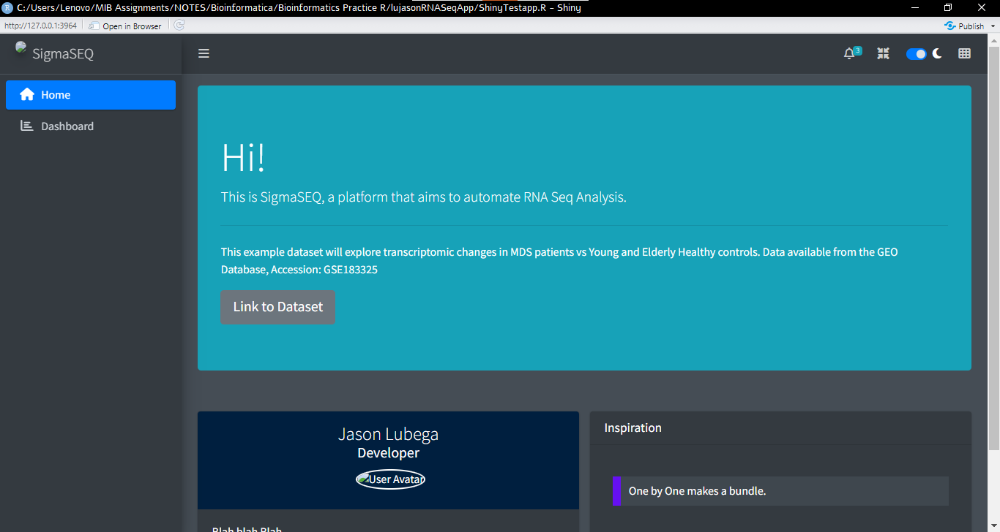 C:/Users/Lenovo/MIB Assignments/NOTES/Bioinformatica/Bioinformatics Practice R/lujasonRNASeqApp/ShinyTestapp.R - Shiny
http://127.0.0.1:3964
Open in Browser
Publish
SigmaSEQ
3
Home
Dashboard
Hi!
This is SigmaSEQ, a platform that aims to automate RNA Seq Analysis.
This example dataset will explore transcriptomic changes in MDS patients vs Young and Elderly Healthy controls. Data available from the GEO
Database, Accession: GSE183325
Link to Dataset
Jason Lubega
Developer
User Avatar
Blah blah Blah
Inspiration
One by One makes a bundle.